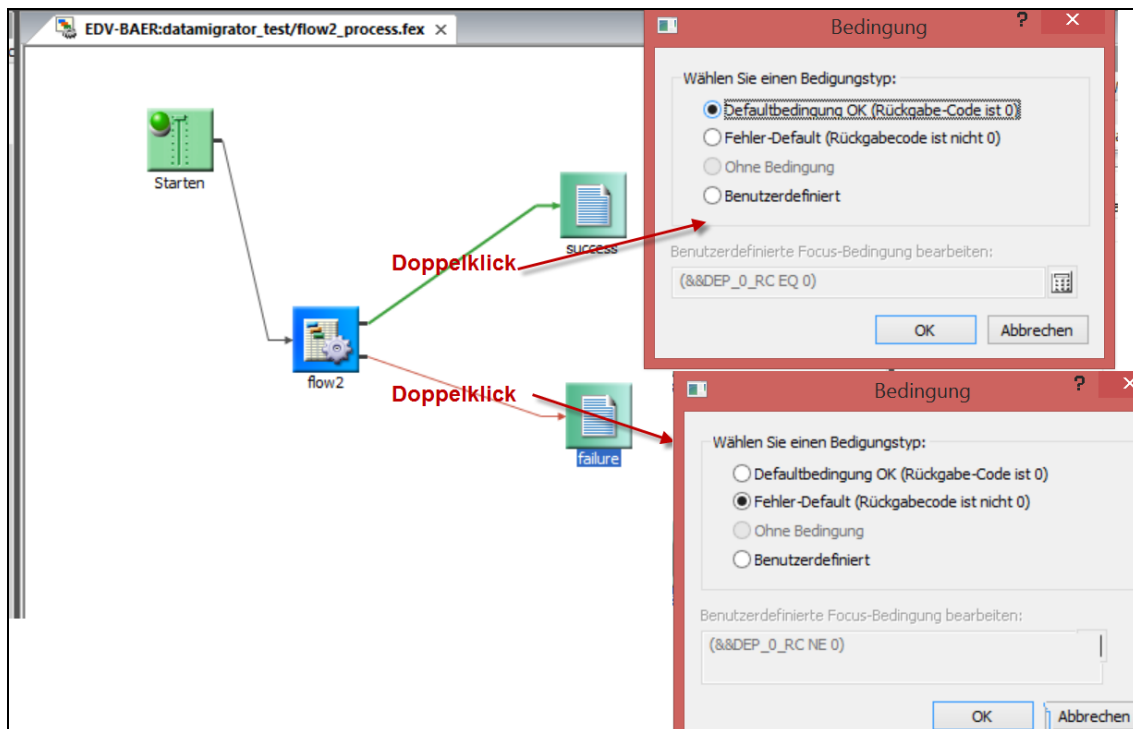 EDV-BAER:datamigrator_test/flow2_process.fex
Starten
success
Doppelklick
flow2
Doppelklick
failure
Bedingung
Wählen Sie einen Bedigungstyp:
Defaultbedingung OK (Rückgabe-Code ist 0)
Fehler-Default (Rückgabecode ist nicht 0)
Ohne Bedingung
Benutzerdefiniert
Benutzerdefinierte Focus-Bedingung bearbeiten:
(&&DEP_0_RC EQ 0)
OK Abbrechen
Bedingung
Wählen Sie einen Bedigungstyp:
Defaultbedingung OK (Rückgabe-Code ist 0)
Fehler-Default (Rückgabecode ist nicht 0)
Ohne Bedingung
Benutzerdefiniert
Benutzerdefinierte Focus-Bedingung bearbeiten:
(&&DEP_0_RC NE 0)
OK Abbrechen